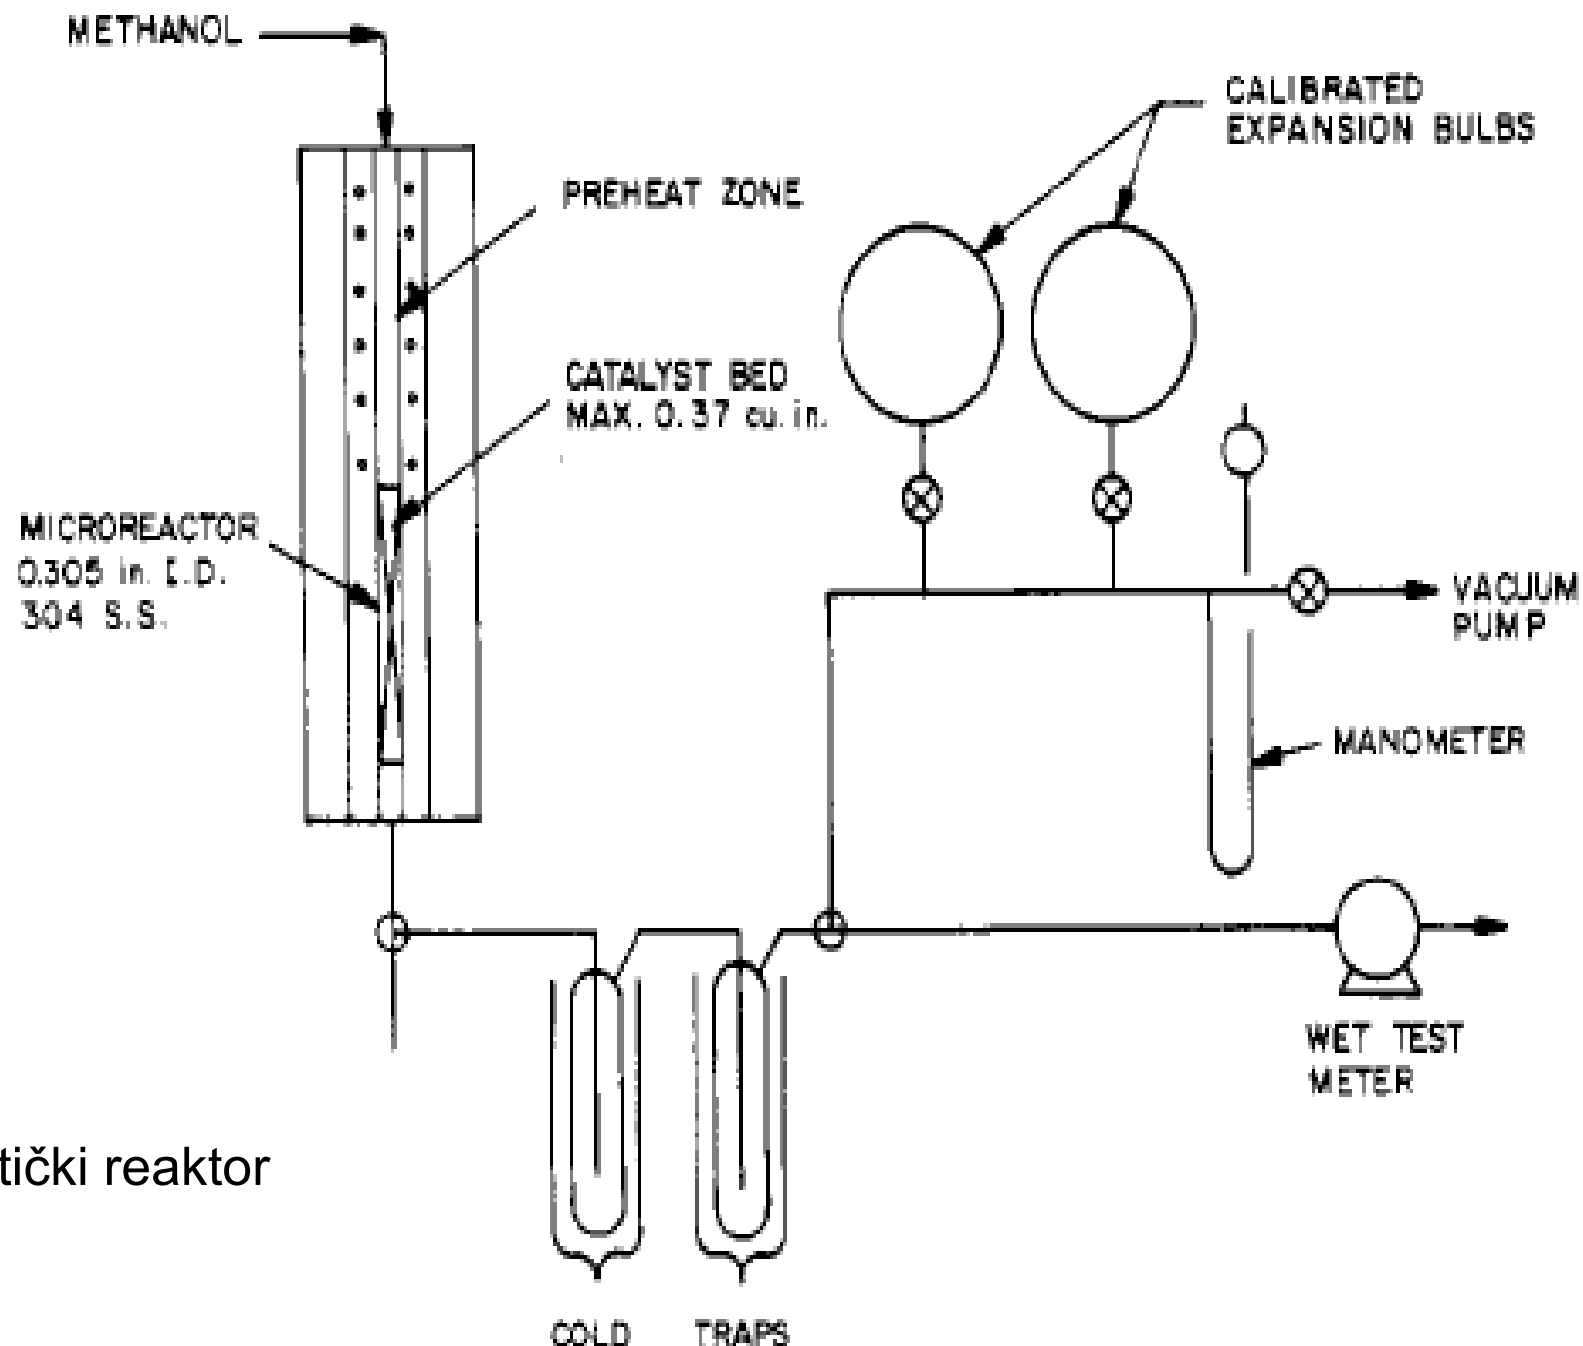 METHANOL
CALIBRATED
EXPANSION BULBS
PREHEAT ZONE
CATALYST BED
MAX. 0.37 cu. in.
MICROREACTOR
0.305 in. I.D.
304 S.S.
VACUUM
PUMP
MANOMETER
WET TEST
METER
tički reaktor
COLD TRAPS